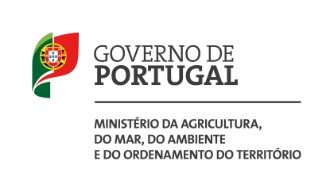 GOVERNO DE
PORTUGAL
MINISTÉRIO DA AGRICULTURA,
DO MAR, DO AMBIENTE
E DO ORDENAMENTO DO TERRITÓRIO